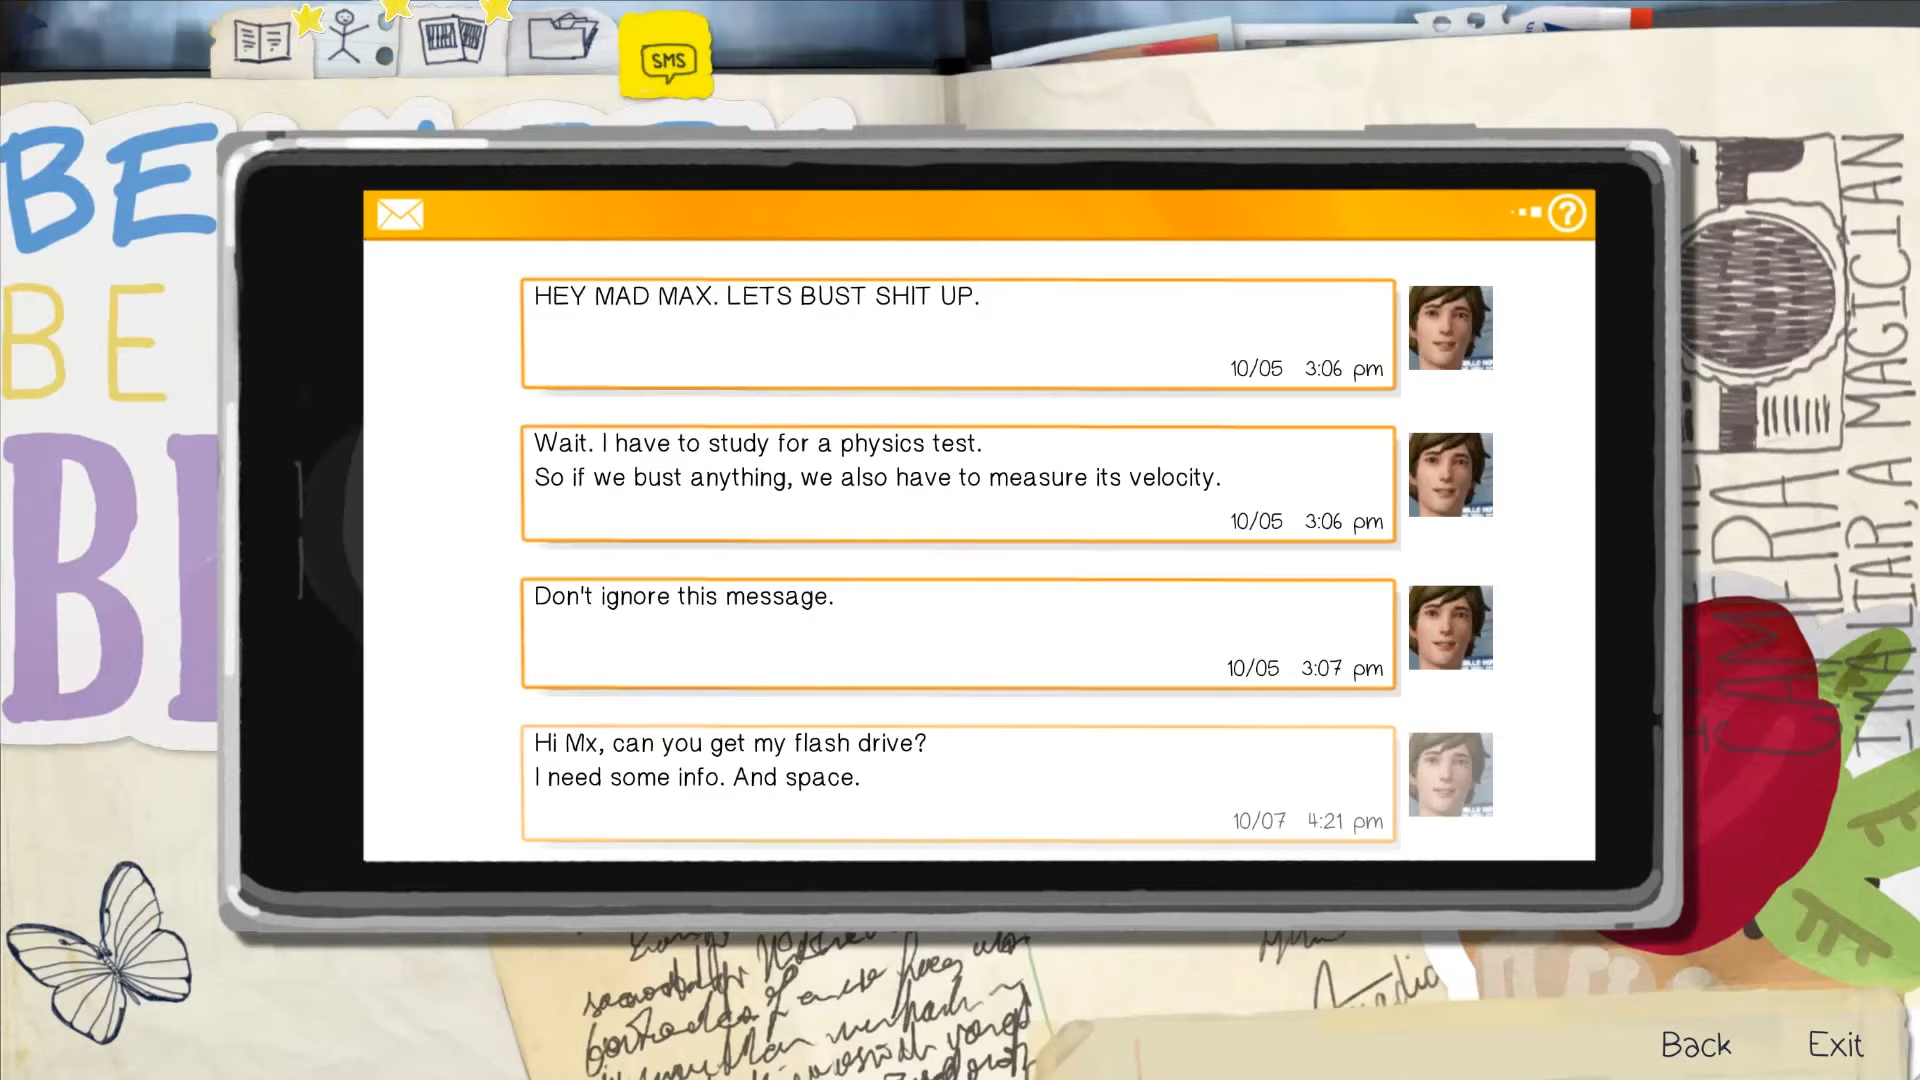 SMS
BE
BE
HEY MAD MAX. LETS BUST SHIT UP.
10/05 3:06 pm
Wait. I have to study for a physics test.
So if we bust anything, we also have to measure its velocity.
10/05 3:06 pm
Don't ignore this message.
10/05 3:07 pm
Hi Mx, can you get my flash drive?
I need some info. And space.
10/07 4:21 pm
CAMERA
I'M A LIAR, A MAGICIAN
Back
Exit